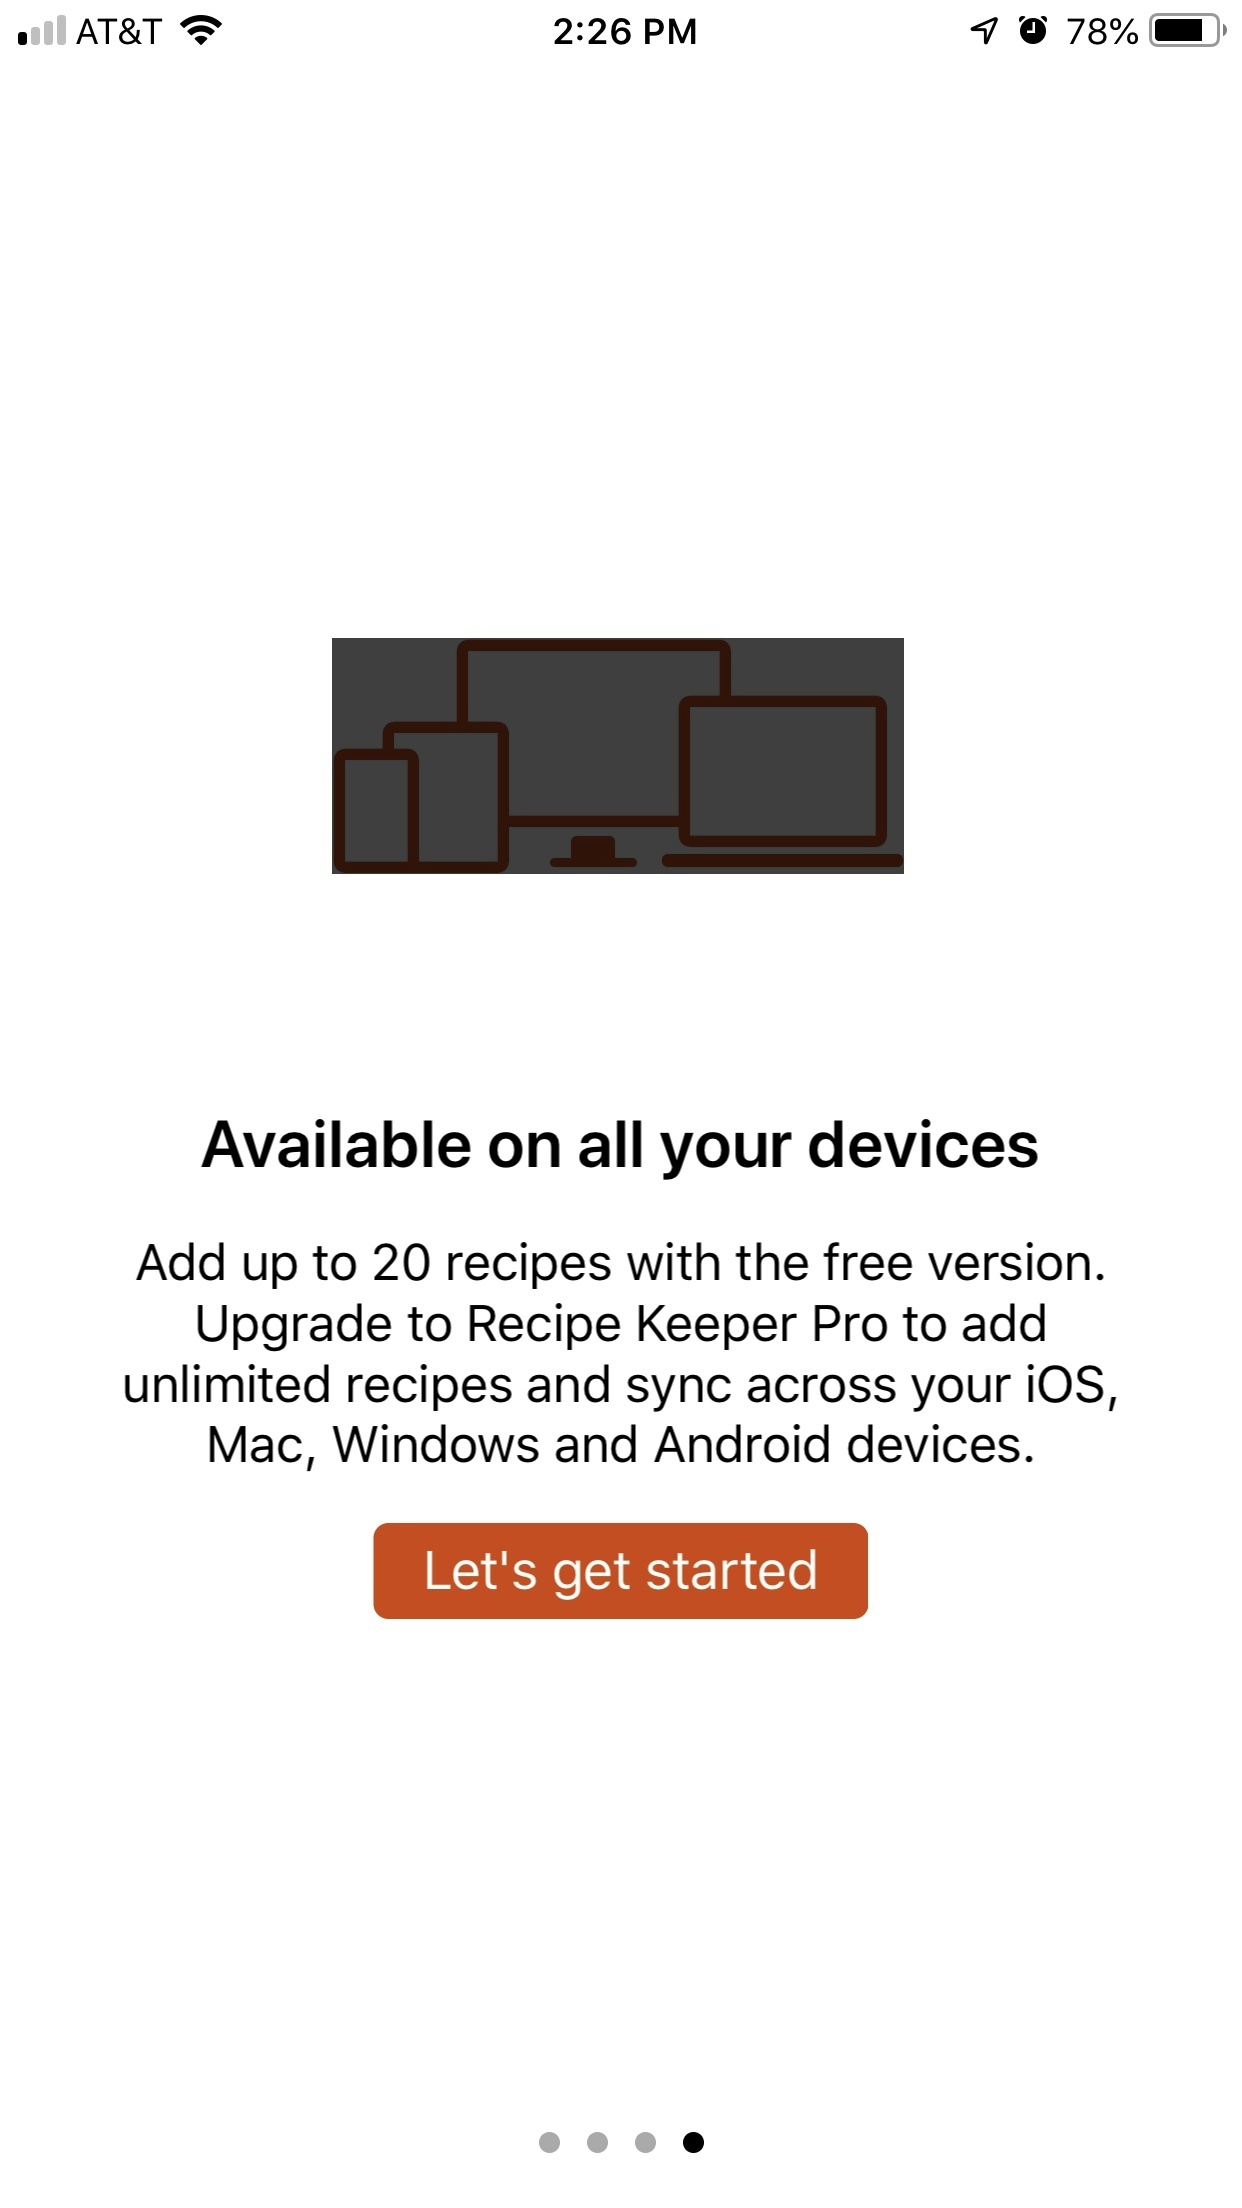 AT&T
2:26 PM
78%
Available on all your devices
Add up to 20 recipes with the free version.
Upgrade to Recipe Keeper Pro to add
unlimited recipes and sync across your iOS,
Mac, Windows and Android devices.
Let's get started